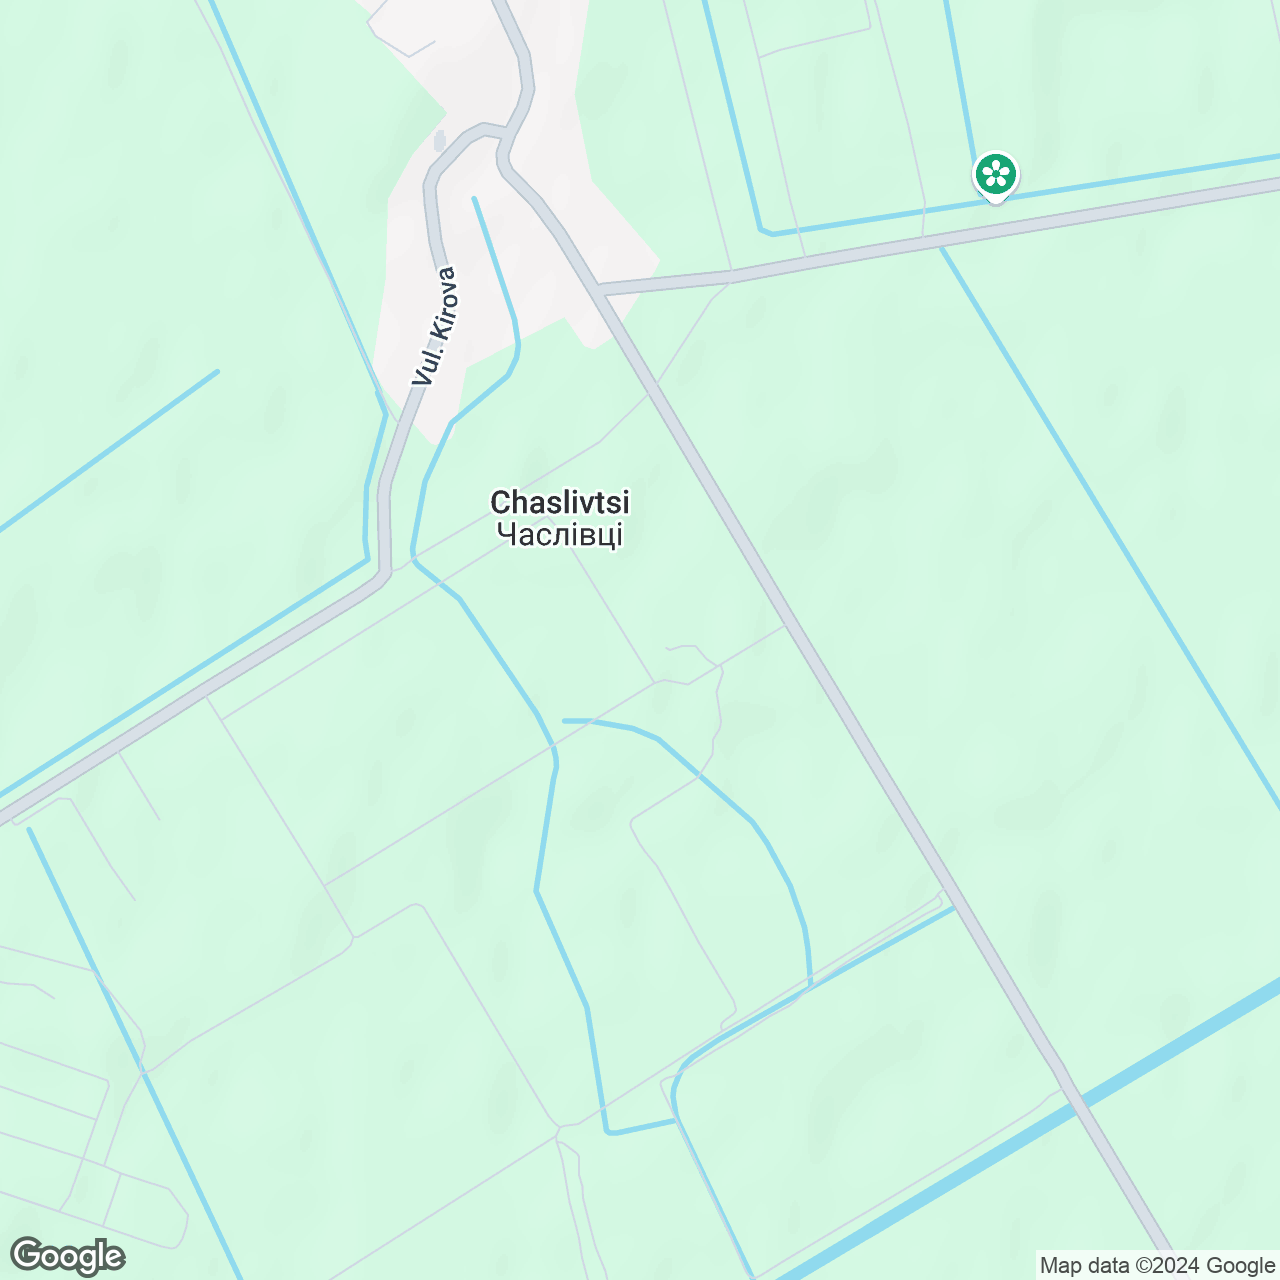 Vul. Kirova
Chaslivtsi
Часлівці
Google
Map data ©2024 Google